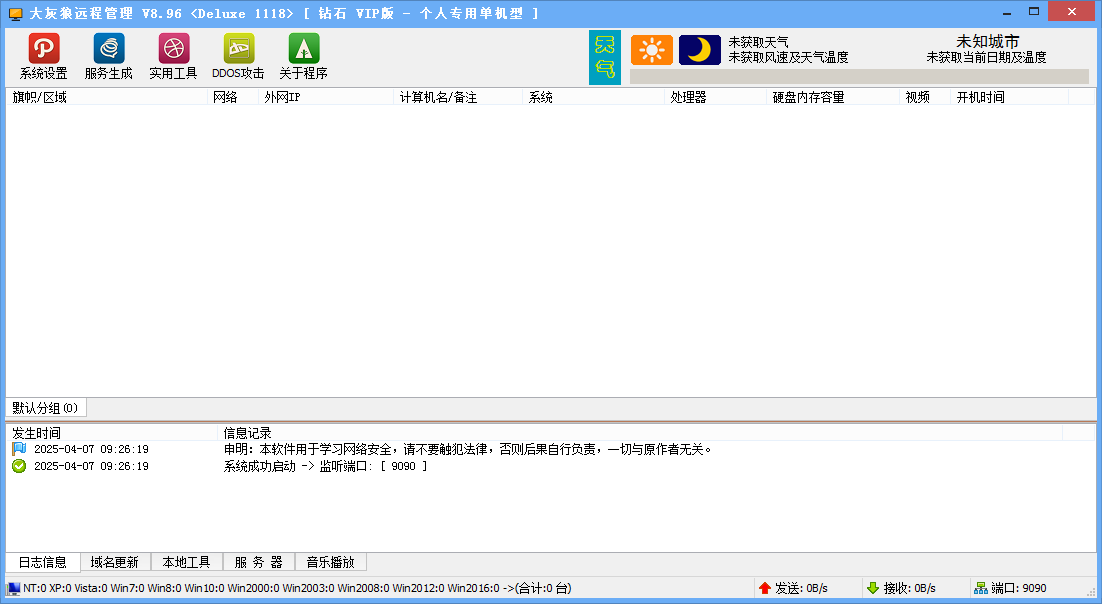 大灰狼远程管理 V8.96 <Deluxe 1118> [ 钻石 VIP版 - 个人专用单机型 ]
系统设置 服务生成 实用工具 DDOS攻击 关于程序
天气
未获取天气
未获取风速及天气温度
未知城市
未获取当前日期及温度
旗帜/区域 网络 外网IP 计算机名/备注 系统 处理器 硬盘内存容量 视频 开机时间
默认分组(0)
发生时间 信息记录
2025-04-07 09:26:19 申明: 本软件用于学习网络安全，请不要触犯法律，否则后果自行负责，一切与原作者无关。
2025-04-07 09:26:19 系统成功启动 -> 监听端口: [ 9090 ]
日志信息 域名更新 本地工具 服 务 器 音乐播放
NT:0 XP:0 Vista:0 Win7:0 Win8:0 Win10:0 Win2000:0 Win2003:0 Win2008:0 Win2012:0 Win2016:0 ->(合计:0 台) 发送: 0B/s 接收: 0B/s 端口: 9090